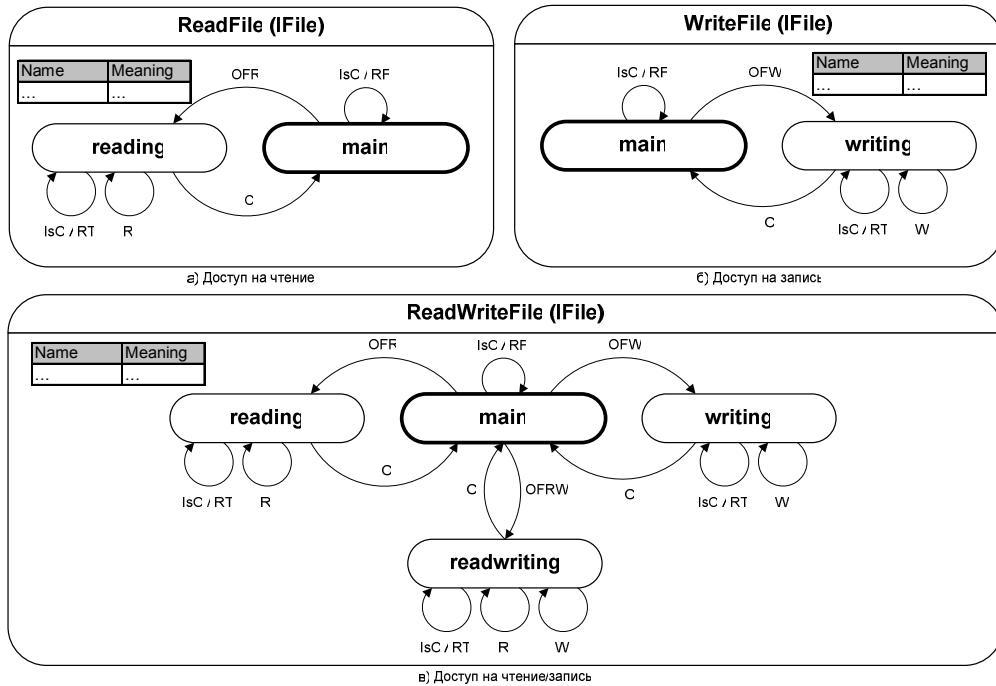 ReadFile (IFile)
Name Meaning
... ...
OFR
IsC / RF
reading
main
C
IsC / RT
R
а) Доступ на чтение
WriteFile (IFile)
IsC / RF
OFW
Name Meaning
... ...
main
writing
C
IsC / RT
W
б) Доступ на запись
ReadWriteFile (IFile)
Name Meaning
... ...
OFR
IsC / RF
OFW
reading
main
writing
C
C
IsC / RT
R
C
OFRW
IsC / RT
W
readwriting
IsC / RT
R
W
в) Доступ на чтение/запись